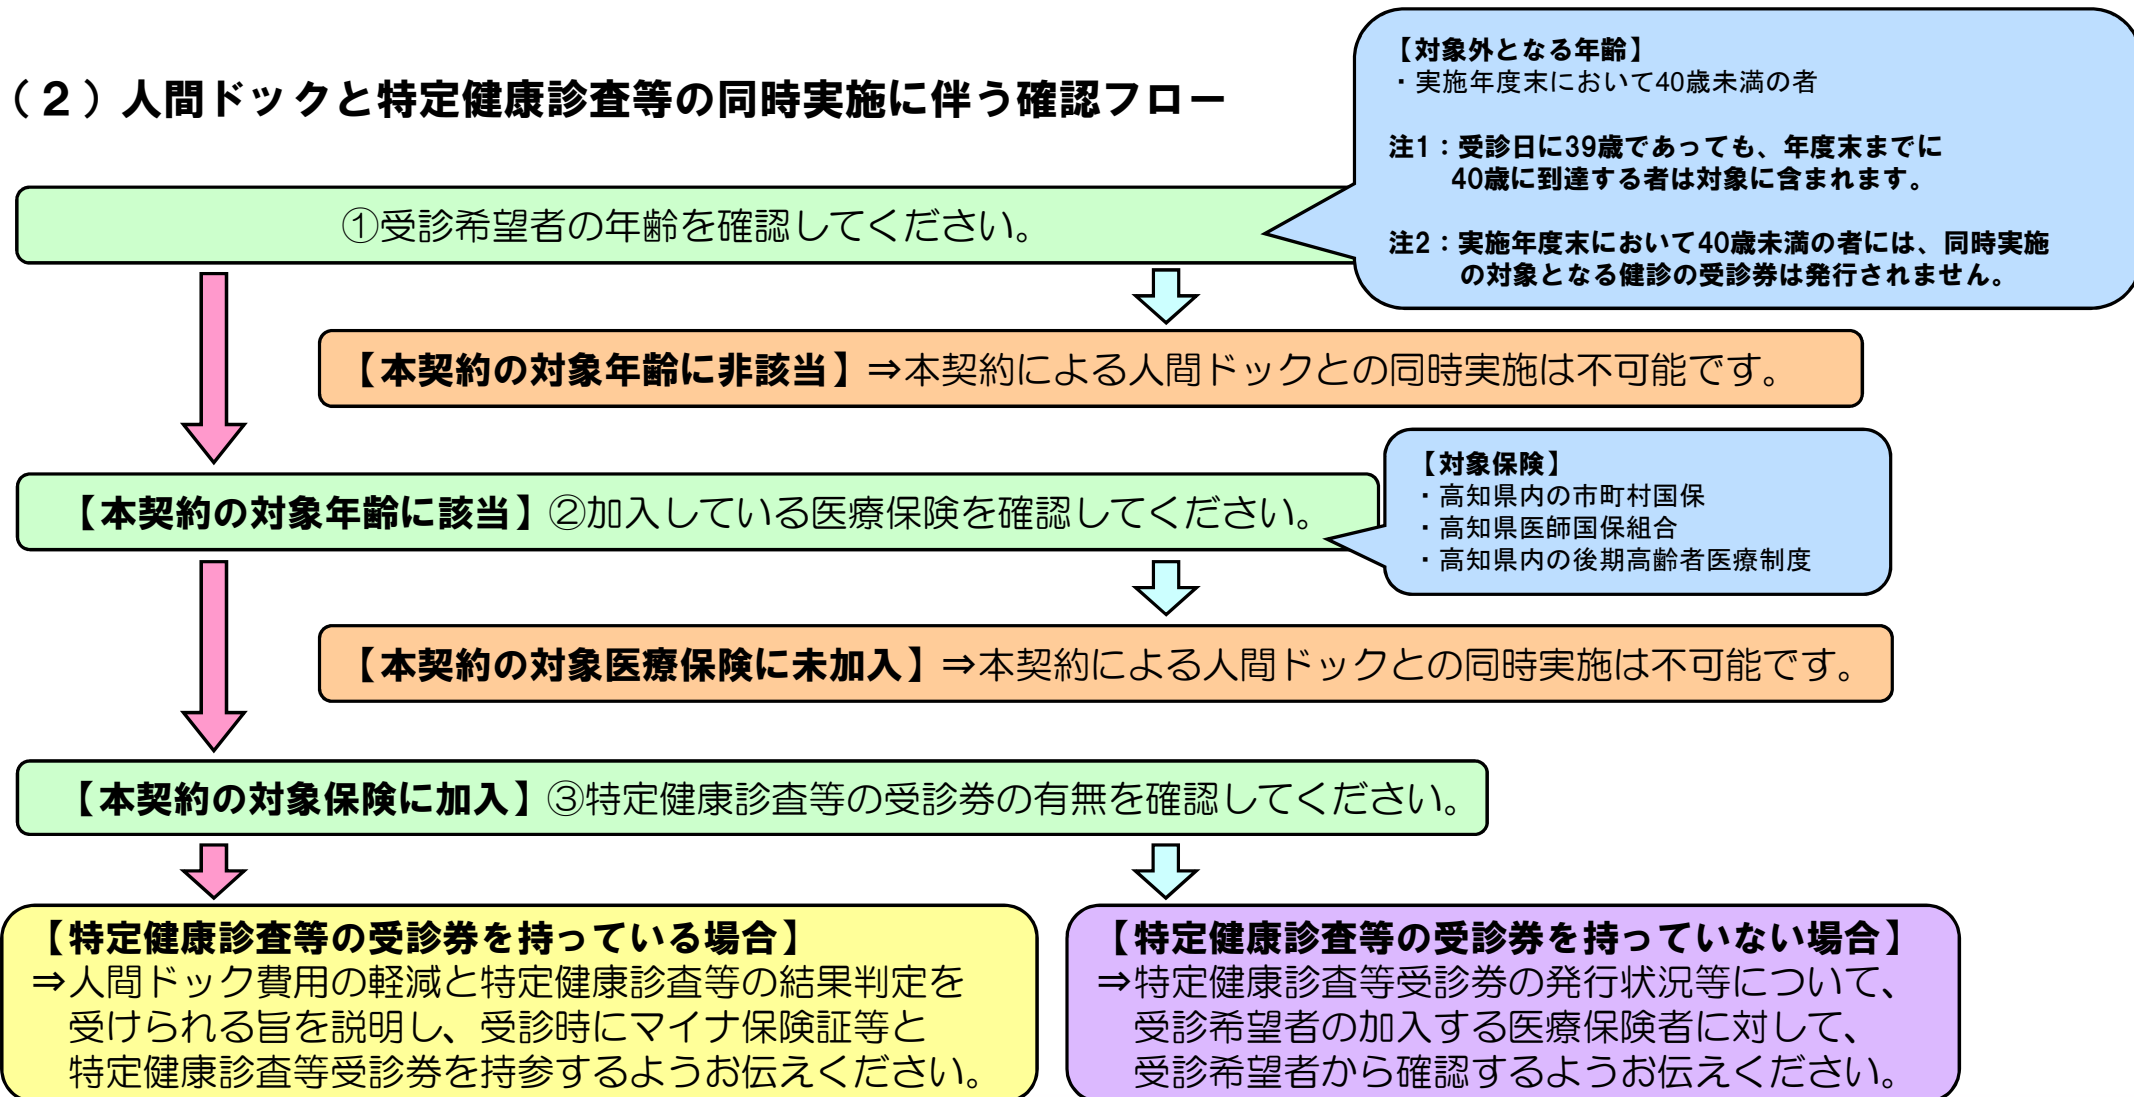 （２）人間ドックと特定健康診査等の同時実施に伴う確認フロー
【対象外となる年齢】
・実施年度末において40歳未満の者
注1：受診日に39歳であっても、年度末までに
40歳に到達する者は対象に含まれます。
注2：実施年度末において40歳未満の者には、同時実施
の対象となる健診の受診券は発行されません。
①受診希望者の年齢を確認してください。
【本契約の対象年齢に非該当】⇒本契約による人間ドックとの同時実施は不可能です。
【本契約の対象年齢に該当】②加入している医療保険を確認してください。
【対象保険】
・高知県内の市町村国保
・高知県医師国保組合
・高知県内の後期高齢者医療制度
【本契約の対象医療保険に未加入】⇒本契約による人間ドックとの同時実施は不可能です。
【本契約の対象保険に加入】③特定健康診査等の受診券の有無を確認してください。
【特定健康診査等の受診券を持っている場合】
⇒人間ドック費用の軽減と特定健康診査等の結果判定を
受けられる旨を説明し、受診時にマイナ保険証等と
特定健康診査等受診券を持参するようお伝えください。
【特定健康診査等の受診券を持っていない場合】
⇒特定健康診査等受診券の発行状況等について、
受診希望者の加入する医療保険者に対して、
受診希望者から確認するようお伝えください。